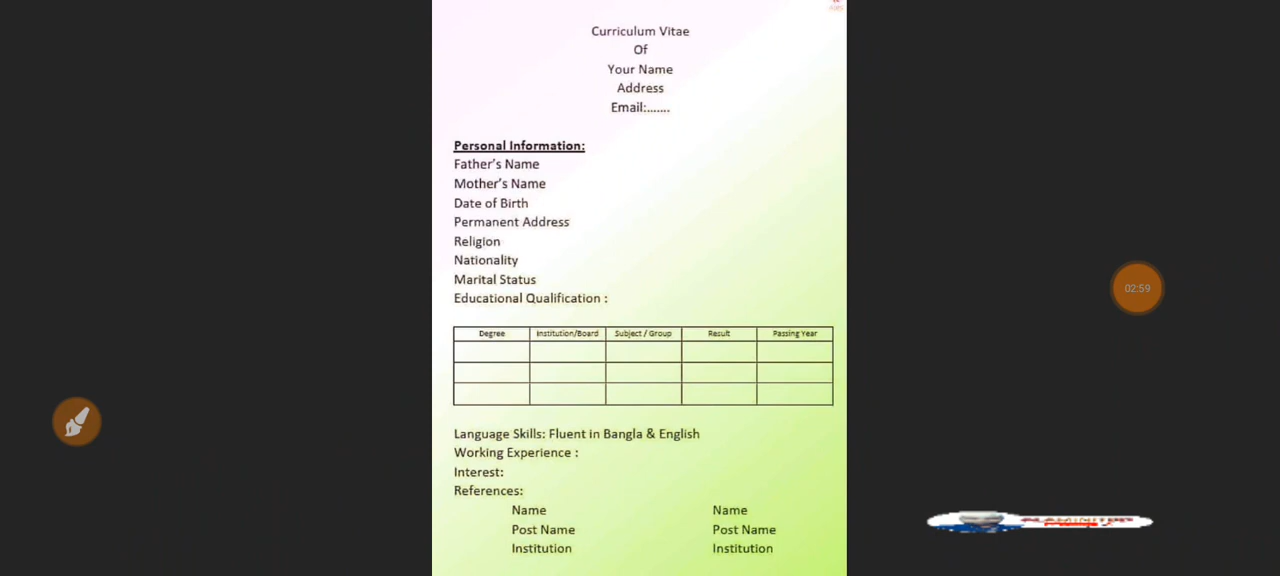 Curriculum Vitae
Of
Your Name
Address
Email:.......
Personal Information:
Father's Name
Mother's Name
Date of Birth
Permanent Address
Religion
Nationality
Marital Status
Educational Qualification :
Degree Institution/Board Subject / Group Result Passing Year
02:59
Language Skills: Fluent in Bangla & English
Working Experience :
Interest:
References:
Name Name
Post Name Post Name
Institution Institution